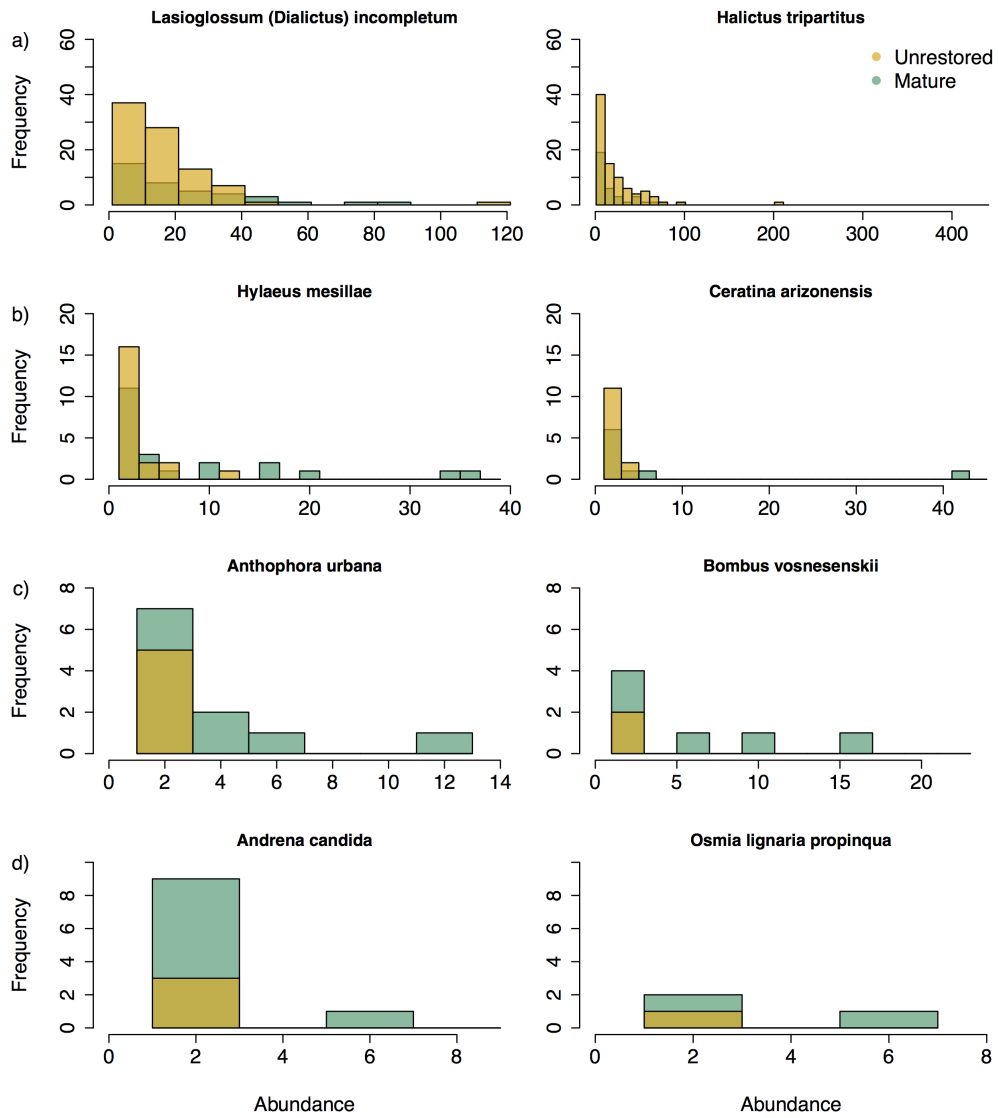 Lasioglossum (Dialictus) incompletum
Halictus tripartitus
a)
Frequency
0 20 40 60
0 20 40 60 80 100 120
0 20 40 60
0 100 200 300 400
Unrestored
Mature
Hylaeus mesillae
Ceratina arizonensis
b)
Frequency
0 5 10 15 20
0 10 20 30 40
0 5 10 15 20
0 10 20 30 40
Anthophora urbana
Bombus vosnesenskii
c)
Frequency
0 2 4 6 8
0 2 4 6 8 10 12 14
0 2 4 6 8
0 5 10 15 20
Andrena candida
Osmia lignaria propinqua
d)
Frequency
0 2 4 6 8
0 2 4 6 8
0 2 4 6 8
0 2 4 6 8
Abundance
Abundance